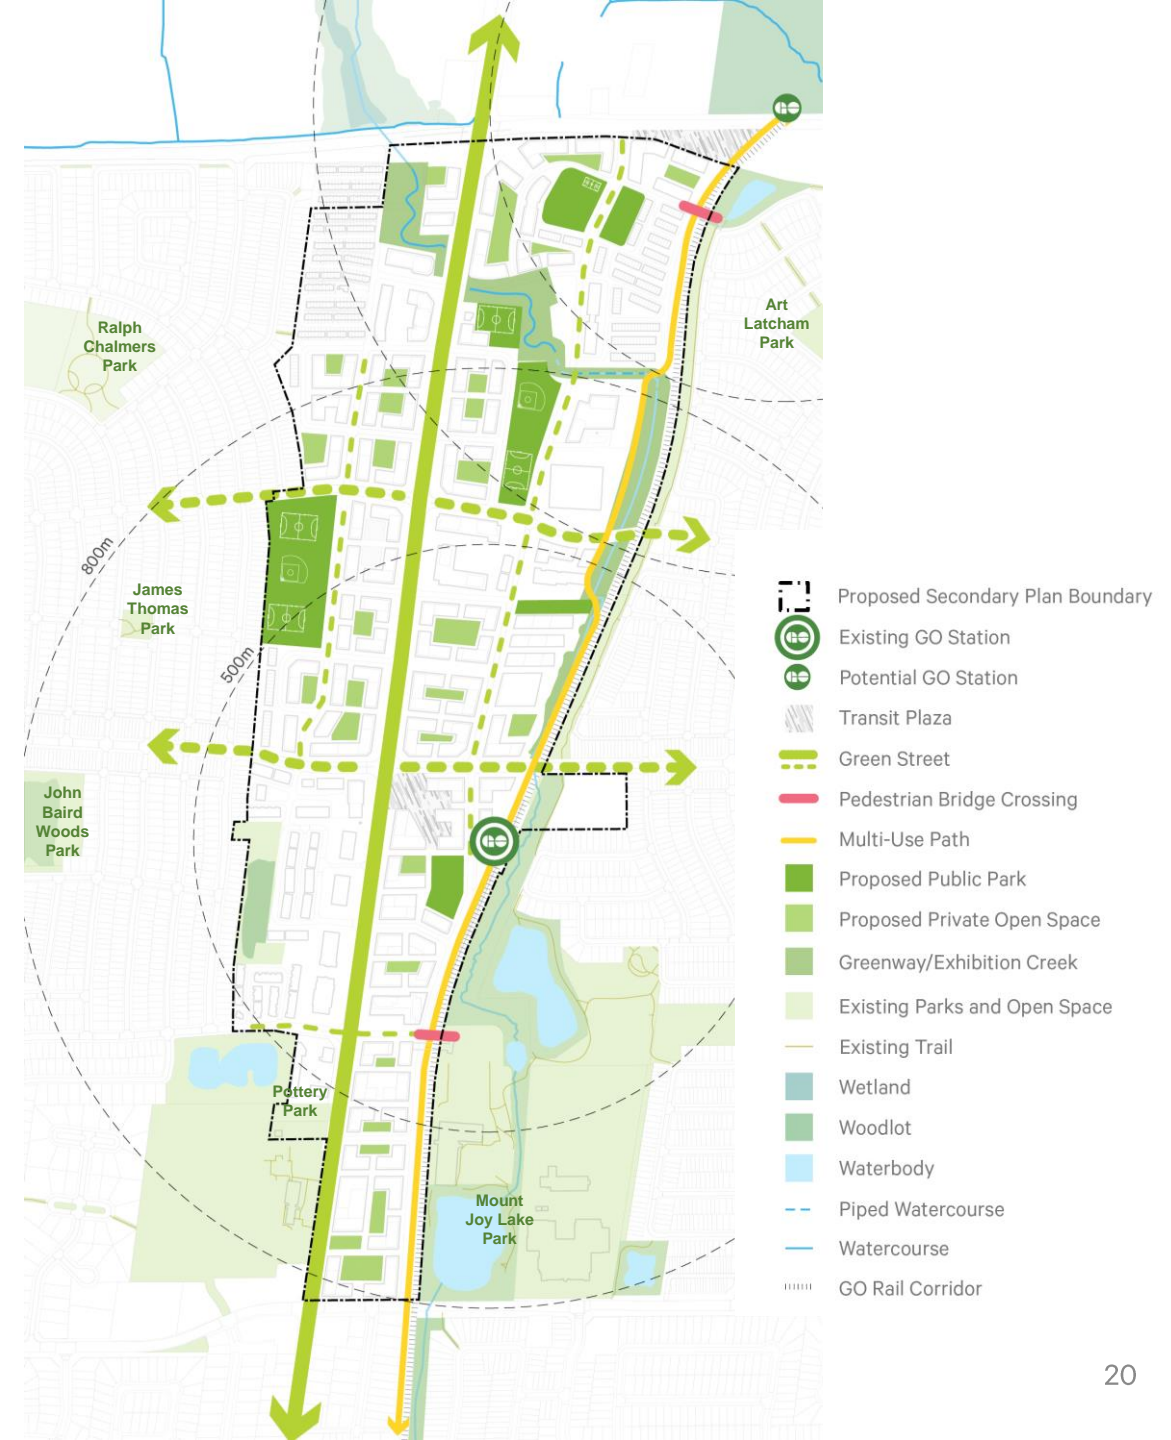 Ralph
Chalmers
Park
Art
Latcham
Park
800m
James
Thomas
Park
500m
John
Baird
Woods
Park
Pottery
Park
Mount
Joy Lake
Park
Proposed Secondary Plan Boundary
Existing GO Station
Potential GO Station
Transit Plaza
Green Street
Pedestrian Bridge Crossing
Multi-Use Path
Proposed Public Park
Proposed Private Open Space
Greenway/Exhibition Creek
Existing Parks and Open Space
Existing Trail
Wetland
Woodlot
Waterbody
Piped Watercourse
Watercourse
GO Rail Corridor
20